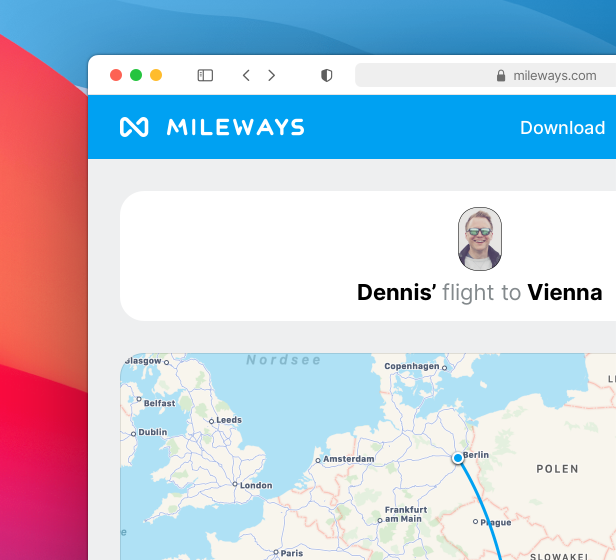 mileways.com
MILEWAYS
Download
Dennis’ flight to Vienna
Nordsee
Glasgow
Copenhagen
Belfast
Leeds
Dublin
Amsterdam
Berlin
POLEN
London
Frankfurt
am Main
Prague
Paris
SLOWAKEI